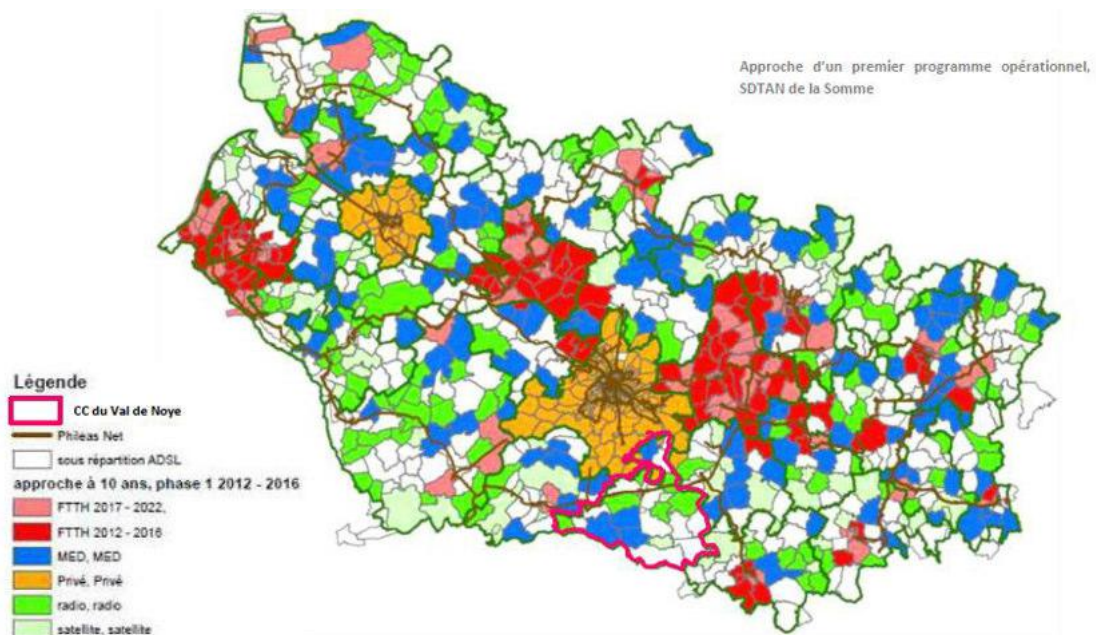 Approche d'un premier programme opérationnel,
SDTAN de la Somme
Légende
CC du Val de Noye
Phileas Net
sous répartition ADSL
approche à 10 ans, phase 1 2012 - 2016
FTTH 2017 - 2022,
FTTH 2012 - 2016
MED, MED
Privé, Privé
radio, radio
satellite, satellite